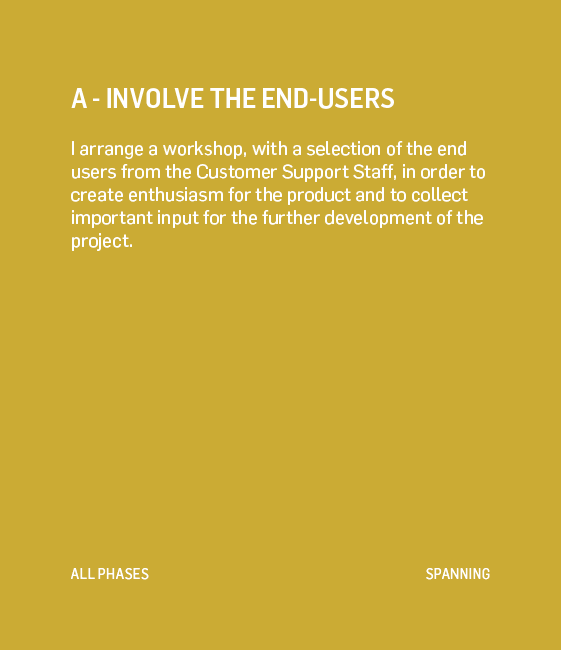 A - INVOLVE THE END-USERS
I arrange a workshop, with a selection of the end
users from the Customer Support Staff, in order to
create enthusiasm for the product and to collect
important input for the further development of the
project.
ALL PHASES
SPANNING